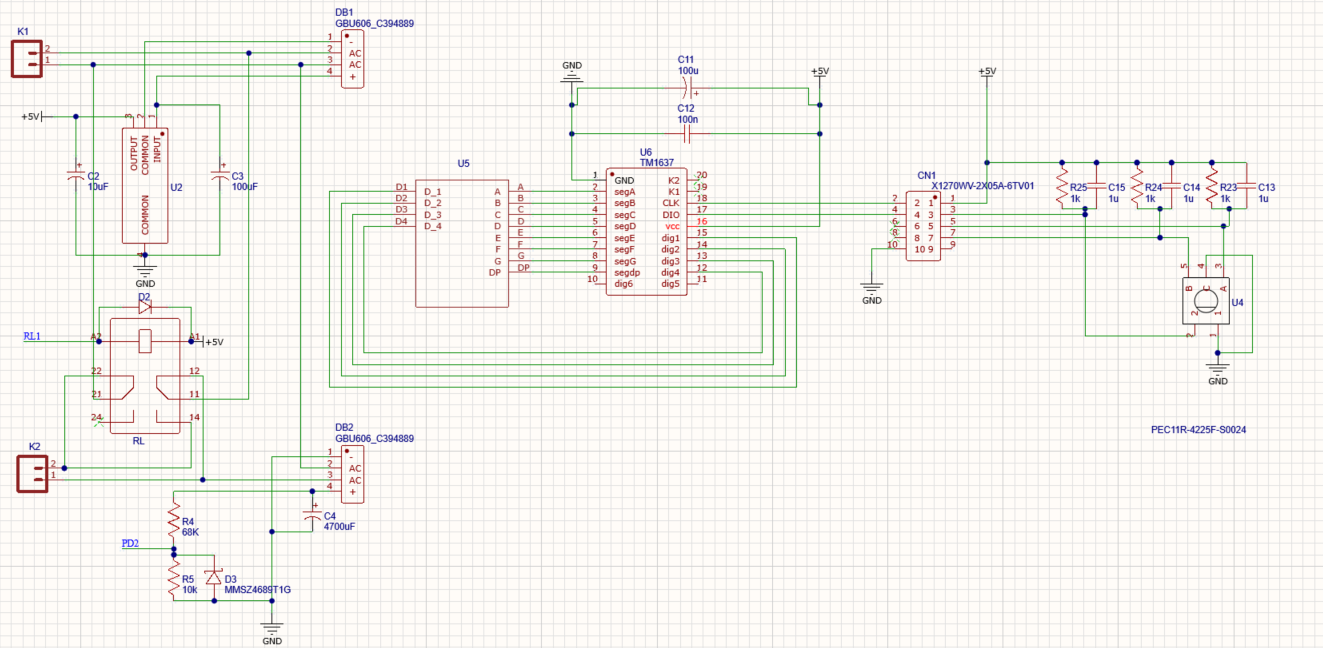 DB1
GBU606_C394889
K1
2
1
1
2
3
4
-
AC
AC
+
+5V
3
2
1
OUTPUT
COMMON
INPUT
COMMON
4
U2
+
C2
10uF
+
C3
100uF
GND
D2
RL1
A2
A1
+5V
22
12
21
11
24
14
RL
K2
2
1
DB2
GBU606_C394889
1
2
3
4
-
AC
AC
+
R4
68K
+
C4
4700uF
PD2
R5
10k
D3
MMSZ4689T1G
GND
GND
C11
100u
+
+5V
C12
100n
U5
D1
D2
D3
D4
D_1
D_2
D_3
D_4
A
B
C
D
E
F
G
DP
A
B
C
D
E
F
G
DP
U6
TM1637
1
2
3
4
5
6
7
8
9
10
GND
segA
segB
segC
segD
segE
segF
segG
segdp
dig6
K2
K1
CLK
DIO
vcc
dig1
dig2
dig3
dig4
dig5
20
19
18
17
16
15
14
13
12
11
+5V
CN1
X1270WV-2X05A-6TV01
2
4
6
8
10
2 1
4 3
6 5
8 7
10 9
1
3
5
7
9
GND
R25
1k
C15
1u
R24
1k
C14
1u
R23
1k
C13
1u
5
4
3
B
C
A
2
1
U4
2
1
GND
PEC11R-4225F-S0024